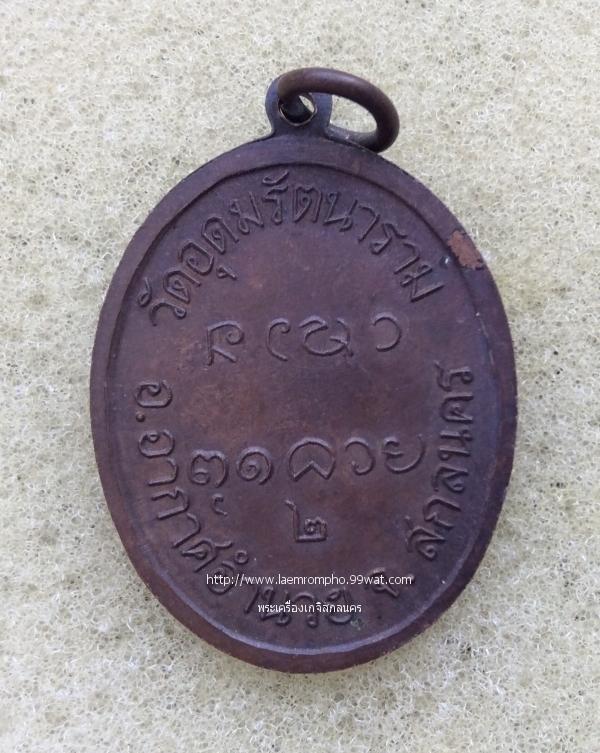 วัดอุดมรัตนาราม
๒
อ.อากาศอำนวย จ. สกลนคร
http://www.laemrompho.99wat.com
พระเครื่องเกจิสกลนคร